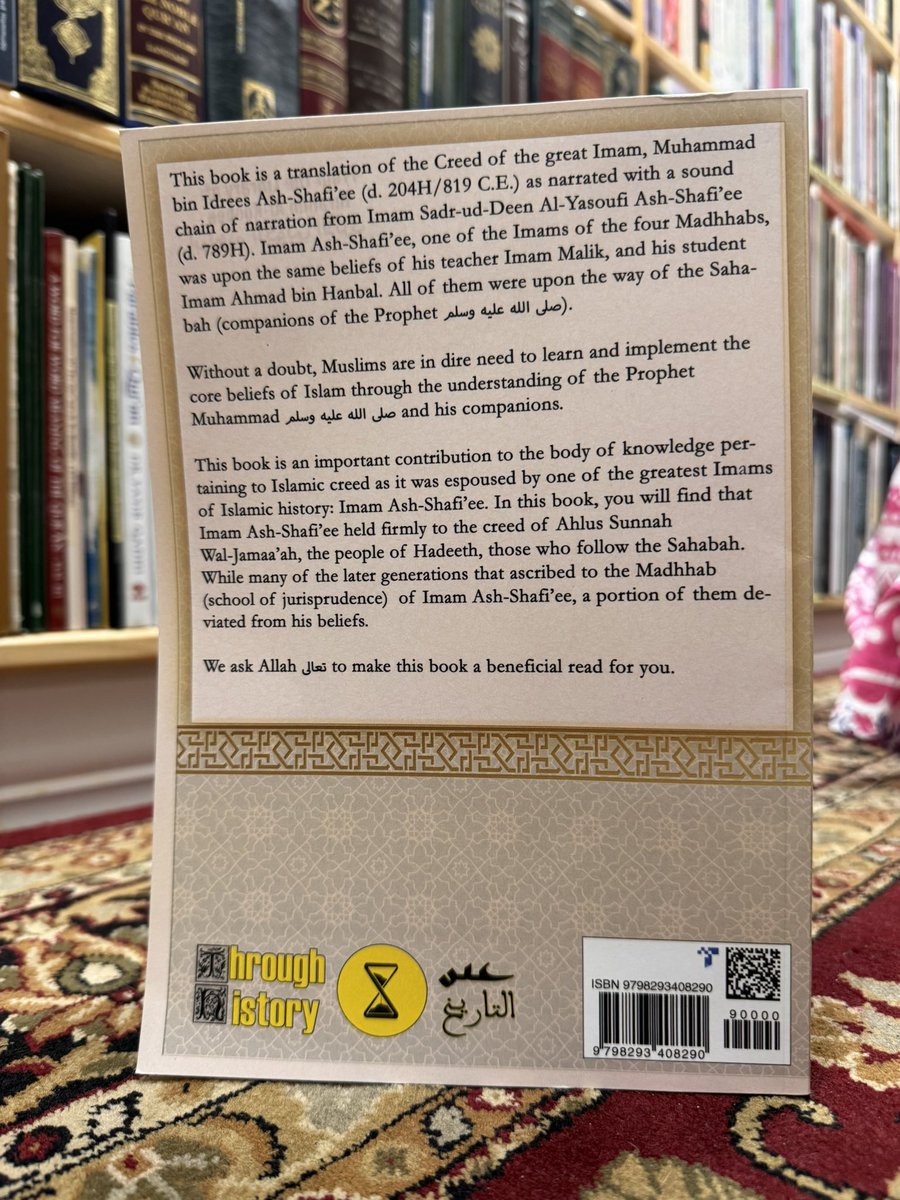 This book is a translation of the Creed of the great Imam, Muhammad
bin Idrees Ash-Shafi'ee (d. 204H/819 C.E.) as narrated with a sound
chain of narration from Imam Sadr-ud-Deen Al-Yasoufi Ash-Shafi'ee
(d. 789H). Imam Ash-Shafi'ee, one of the Imams of the four Madhhabs,
was upon the same beliefs of his teacher Imam Malik, and his student
Imam Ahmad bin Hanbal. All of them were upon the way of the Saha-
bah (companions of the Prophet صلى الله عليه وسلم).
Without a doubt, Muslims are in dire need to learn and implement the
core beliefs of Islam through the understanding of the Prophet
Muhammad صلى الله عليه وسلم and his companions.
This book is an important contribution to the body of knowledge per-
taining to Islamic creed as it was espoused by one of the greatest Imams
of Islamic history: Imam Ash-Shafi'ee. In this book, you will find that
Imam Ash-Shafi'ee held firmly to the creed of Ahlus Sunnah
Wal-Jamaa'ah, the people of Hadeeth, those who follow the Sahabah.
While many of the later generations that ascribed to the Madhhab
(school of jurisprudence) of Imam Ash-Shafi'ee, a portion of them de-
viated from his beliefs.
We ask Allah تعالى to make this book a beneficial read for you.
Through
History
عبر
التاريخ
ISBN 9798293408290
90000
9 798293 408290